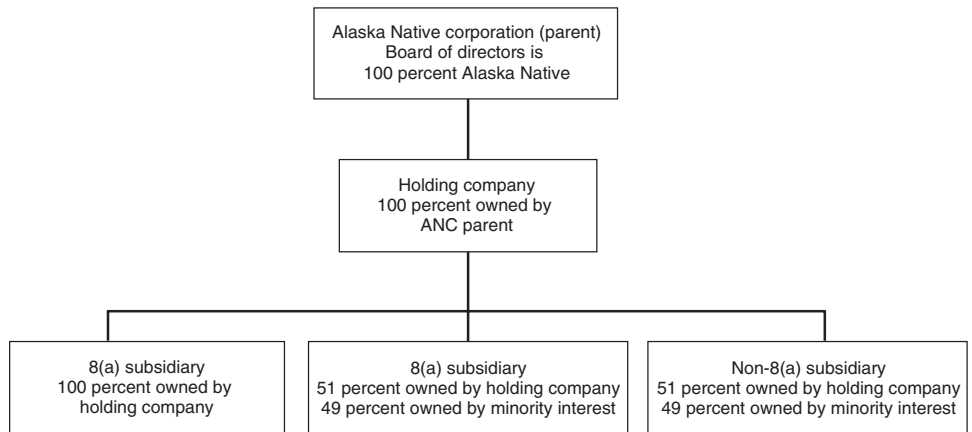 Alaska Native corporation (parent)
Board of directors is
100 percent Alaska Native
Holding company
100 percent owned by
ANC parent
8(a) subsidiary
100 percent owned by
holding company
8(a) subsidiary
51 percent owned by holding company
49 percent owned by minority interest
Non-8(a) subsidiary
51 percent owned by holding company
49 percent owned by minority interest